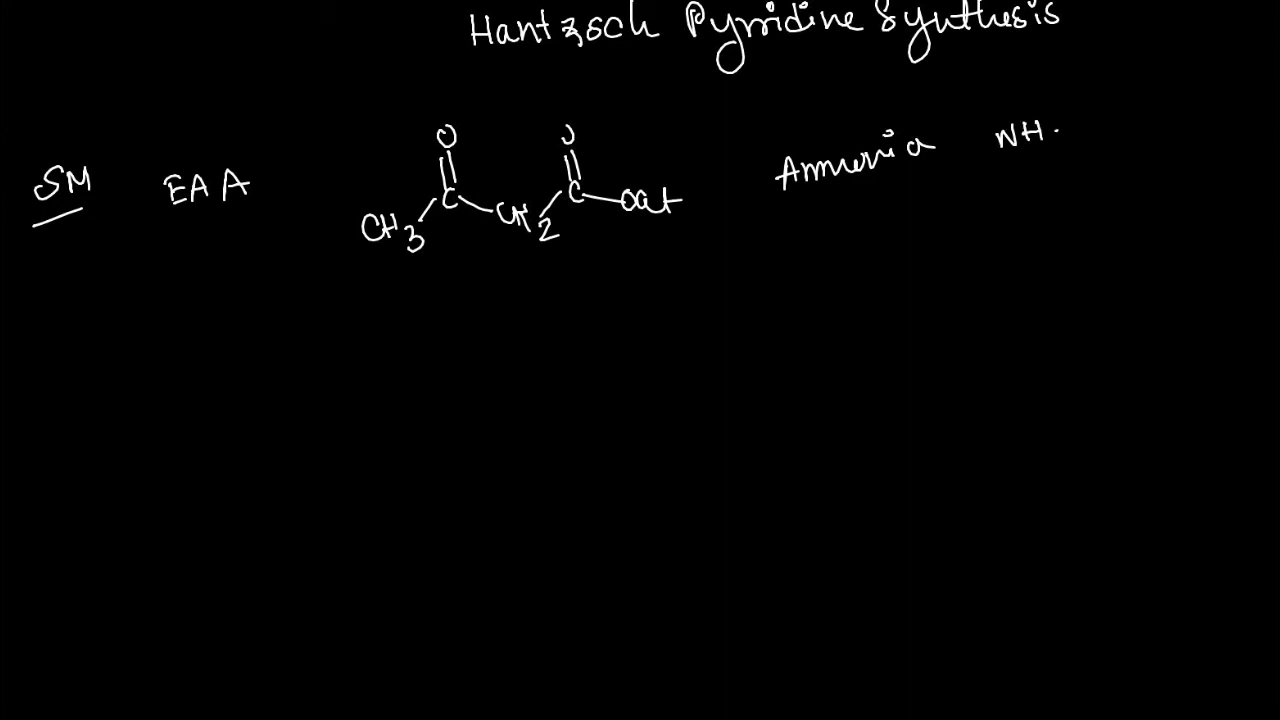 Hantzsch Pyridine Synthesis
SM EAA CH3 C O CH2 C O OEt Ammonia NH